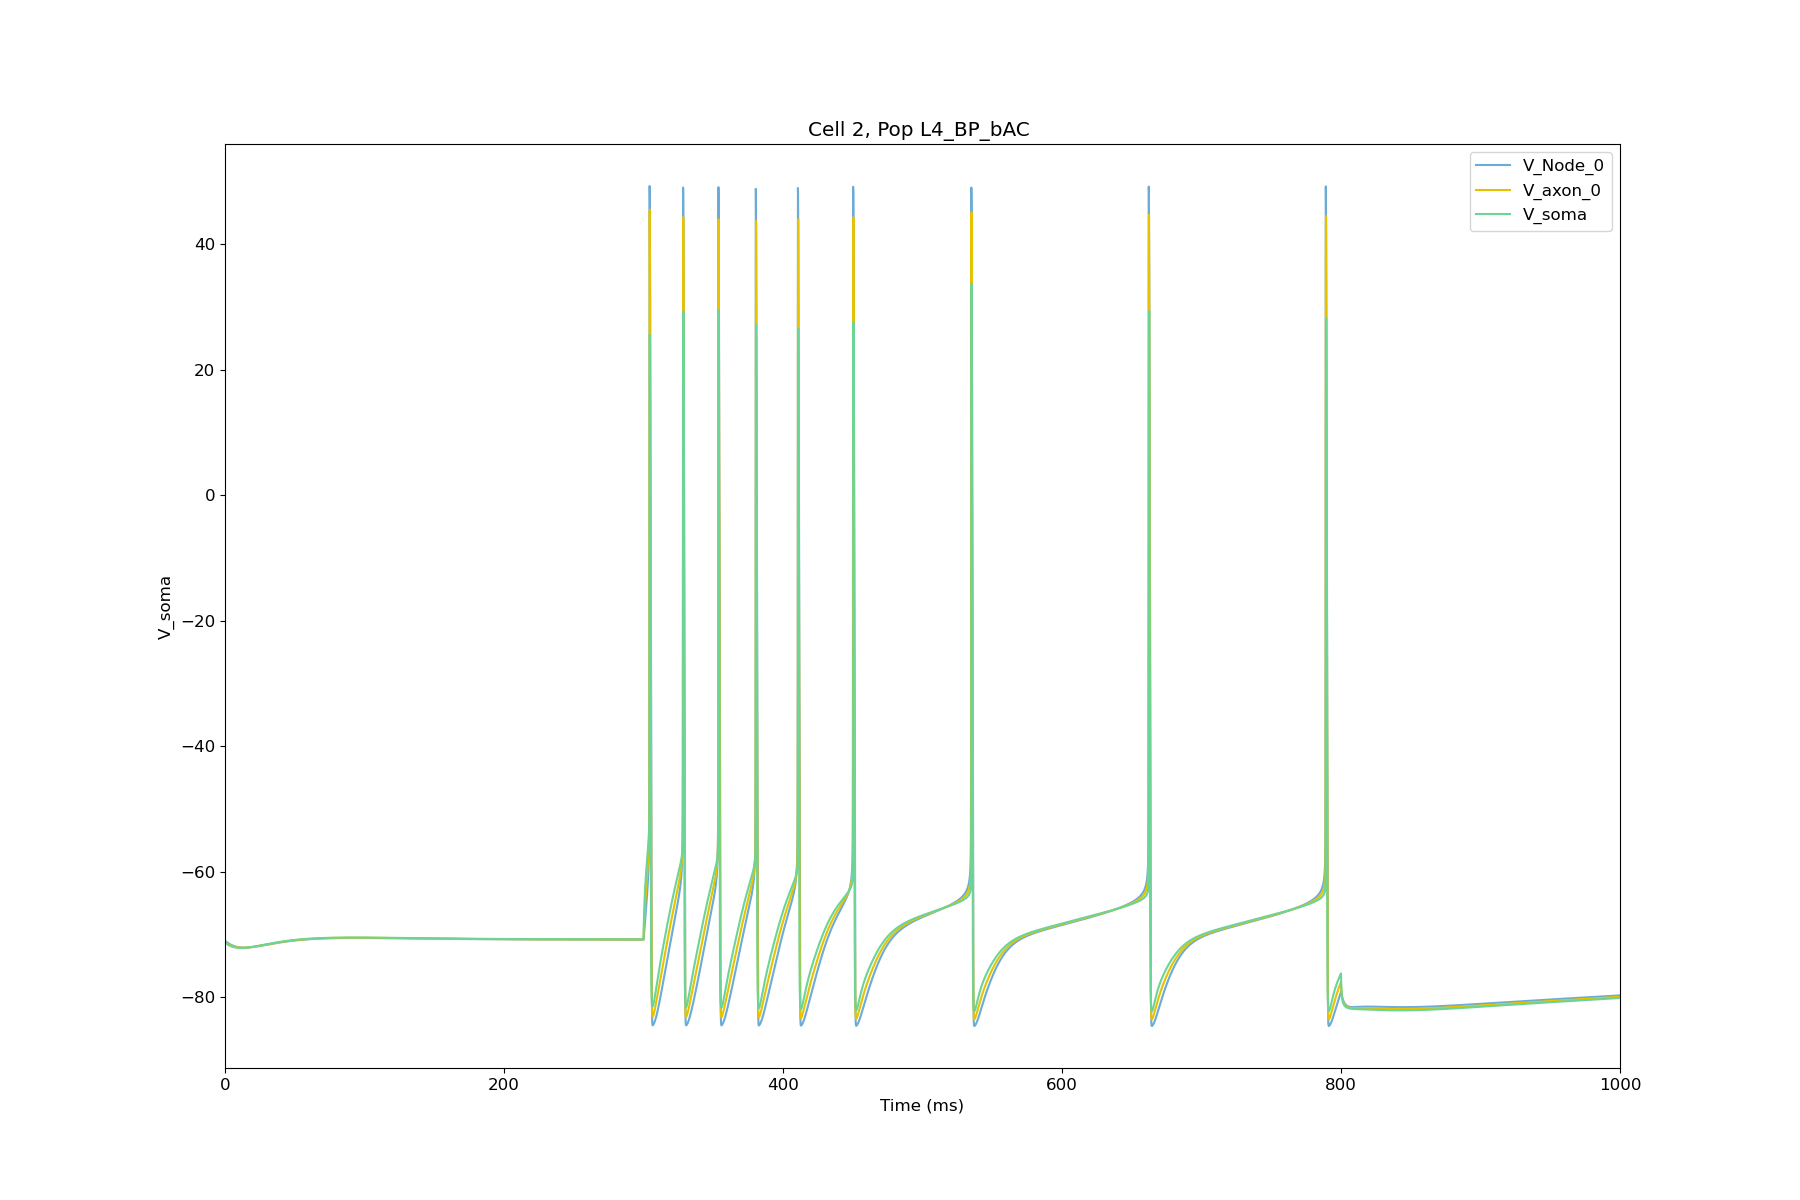 Cell 2, Pop L4_BP_bAC
V_Node_0
V_axon_0
V_soma
40
20
0
−20
−40
−60
−80
V_soma
0 200 400 600 800 1000
Time (ms)